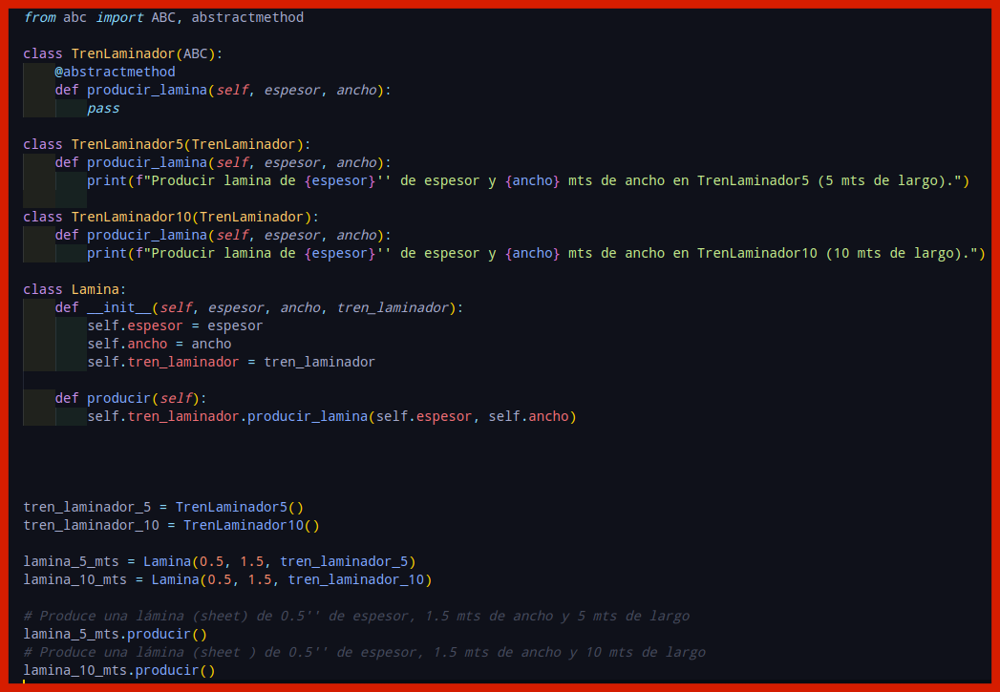 from abc import ABC, abstractmethod
class TrenLaminador(ABC):
    @abstractmethod
    def producir_lamina(self, espesor, ancho):
        pass
class TrenLaminador5(TrenLaminador):
    def producir_lamina(self, espesor, ancho):
        print(f"Producir lamina de {espesor}'' de espesor y {ancho} mts de ancho en TrenLaminador5 (5 mts de largo).")
class TrenLaminador10(TrenLaminador):
    def producir_lamina(self, espesor, ancho):
        print(f"Producir lamina de {espesor}'' de espesor y {ancho} mts de ancho en TrenLaminador10 (10 mts de largo).")
class Lamina:
    def __init__(self, espesor, ancho, tren_laminador):
        self.espesor = espesor
        self.ancho = ancho
        self.tren_laminador = tren_laminador
    def producir(self):
        self.tren_laminador.producir_lamina(self.espesor, self.ancho)
tren_laminador_5 = TrenLaminador5()
tren_laminador_10 = TrenLaminador10()
lamina_5_mts = Lamina(0.5, 1.5, tren_laminador_5)
lamina_10_mts = Lamina(0.5, 1.5, tren_laminador_10)
# Produce una lámina (sheet) de 0.5'' de espesor, 1.5 mts de ancho y 5 mts de largo
lamina_5_mts.producir()
# Produce una lámina (sheet ) de 0.5'' de espesor, 1.5 mts de ancho y 10 mts de largo
lamina_10_mts.producir()